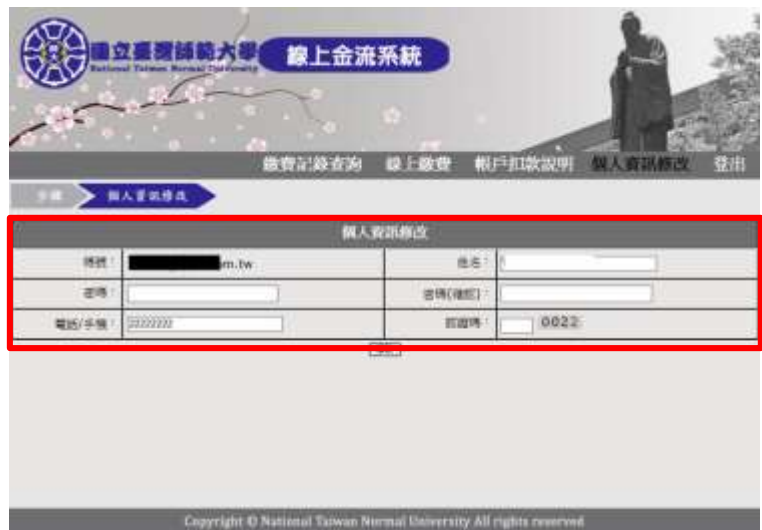 國立臺灣師範大學
National Taiwan Normal University
線上金流系統
繳費記錄查詢 線上繳費 帳戶扣款說明 個人資訊修改 登出
步驟 個人資訊修改
個人資訊修改
帳號： m.tw 姓名：
密碼： 密碼(確認)：
電話/手機： 22222222 驗證碼： 0022
Copyright © National Taiwan Normal University All rights reserved